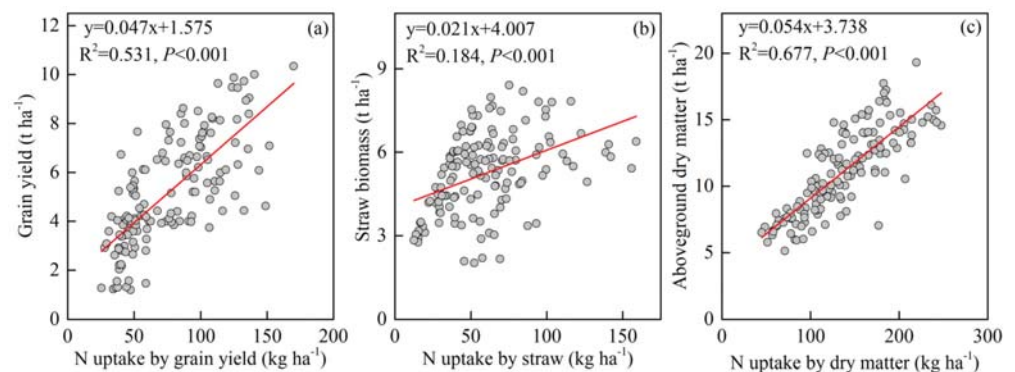 y=0.047x+1.575
R²=0.531, P<0.001
(a)
12
10
8
6
4
2
0
0 50 100 150 200
Grain yield (t ha⁻¹)
N uptake by grain yield (kg ha⁻¹)
y=0.021x+4.007
R²=0.184, P<0.001
(b)
9
6
3
0
0 50 100 150
Straw biomass (t ha⁻¹)
N uptake by straw (kg ha⁻¹)
y=0.054x+3.738
R²=0.677, P<0.001
(c)
20
15
10
5
0
0 100 200 300
Aboveground dry matter (t ha⁻¹)
N uptake by dry matter (kg ha⁻¹)